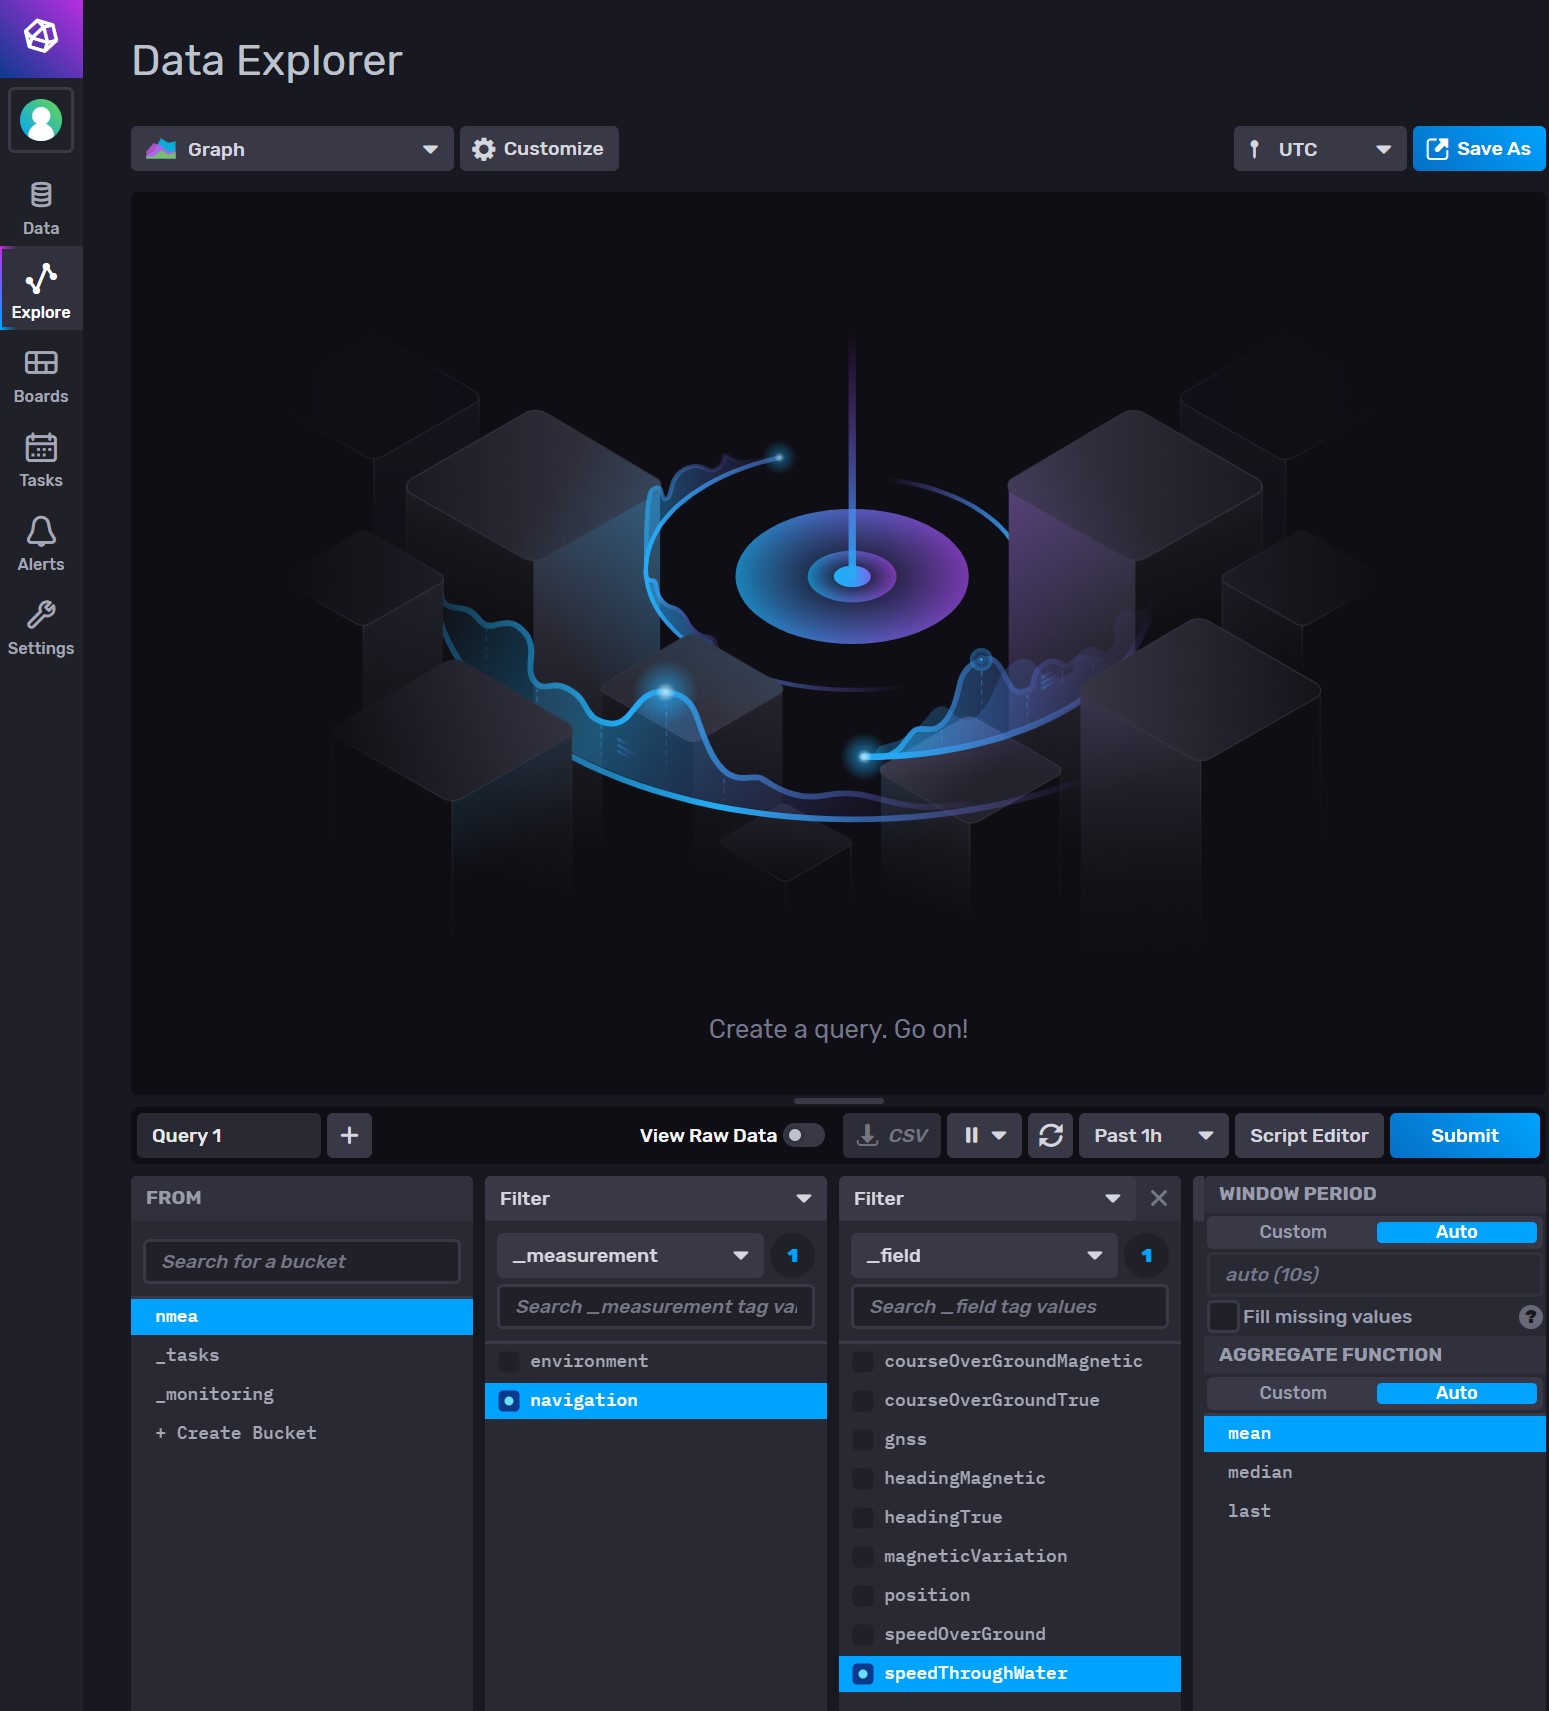 Data Explorer
Graph
Customize
UTC
Save As
Data
Explore
Boards
Tasks
Alerts
Settings
Create a query. Go on!
Query 1
+
View Raw Data
CSV
Past 1h
Script Editor
Submit
FROM
Search for a bucket
nmea
_tasks
_monitoring
+ Create Bucket
Filter
_measurement
1
Search _measurement tag val
environment
navigation
Filter
_field
1
Search _field tag values
courseOverGroundMagnetic
courseOverGroundTrue
gnss
headingMagnetic
headingTrue
magneticVariation
position
speedOverGround
speedThroughWater
WINDOW PERIOD
Custom
Auto
auto (10s)
Fill missing values
?
AGGREGATE FUNCTION
Custom
Auto
mean
median
last